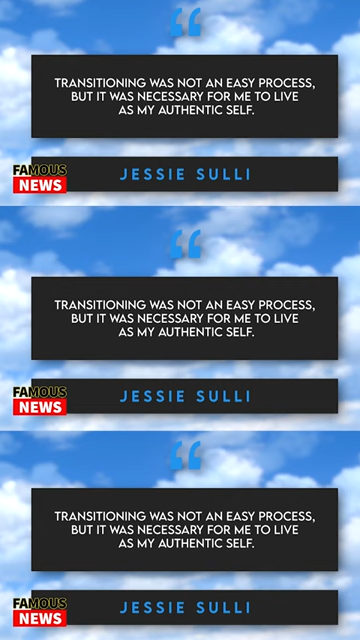 “
TRANSITIONING WAS NOT AN EASY PROCESS,
BUT IT WAS NECESSARY FOR ME TO LIVE
AS MY AUTHENTIC SELF.
FAMOUS
NEWS
JESSIE SULLI
“
TRANSITIONING WAS NOT AN EASY PROCESS,
BUT IT WAS NECESSARY FOR ME TO LIVE
AS MY AUTHENTIC SELF.
FAMOUS
NEWS
JESSIE SULLI
“
TRANSITIONING WAS NOT AN EASY PROCESS,
BUT IT WAS NECESSARY FOR ME TO LIVE
AS MY AUTHENTIC SELF.
FAMOUS
NEWS
JESSIE SULLI